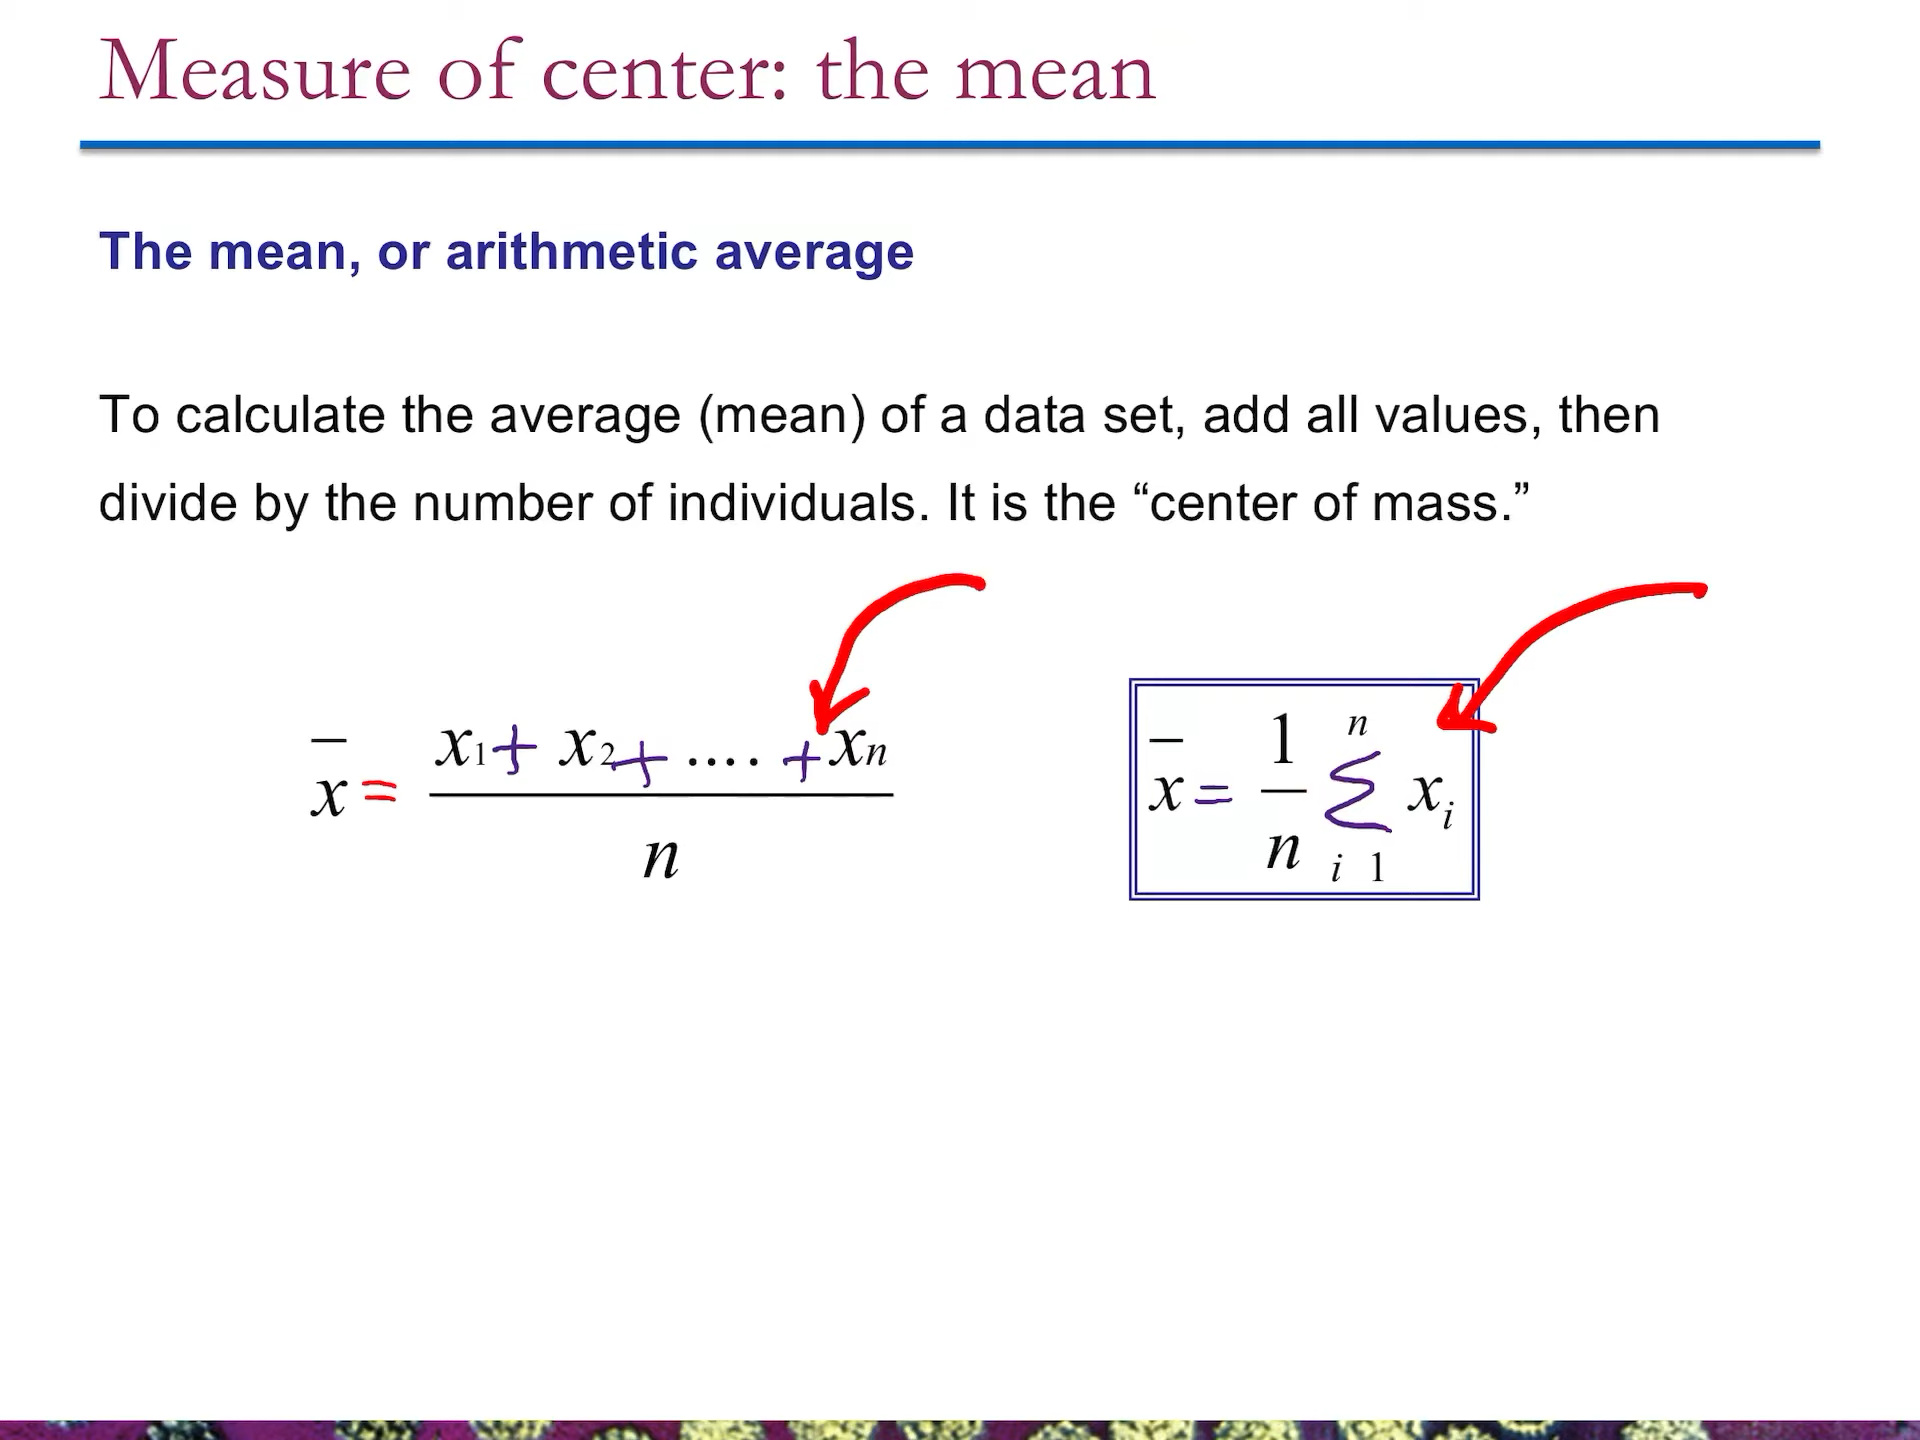 Measure of center: the mean
The mean, or arithmetic average
To calculate the average (mean) of a data set, add all values, then
divide by the number of individuals. It is the “center of mass.”
x̄ = x₁ + x₂ + .... + xₙ
n
x̄ = 1/n ∑ xᵢ
n
i 1